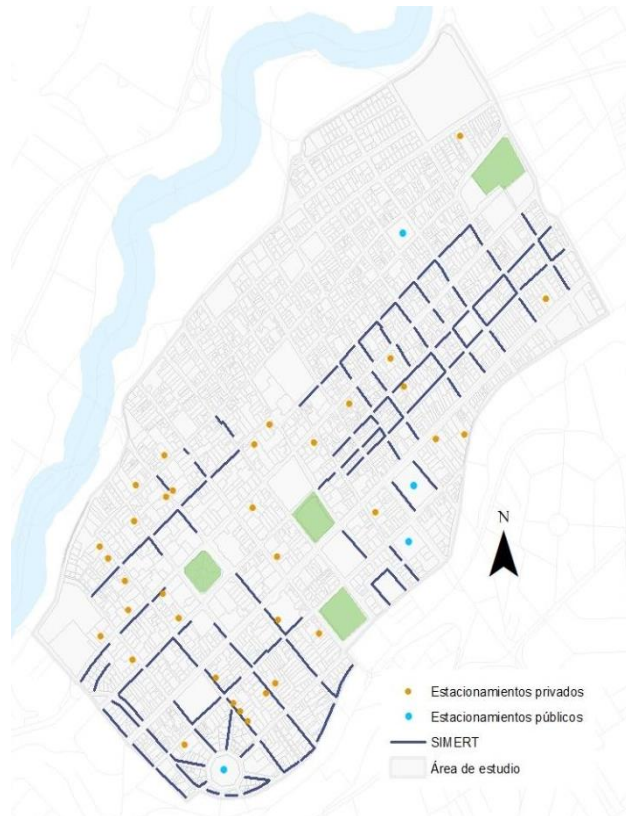 N
Estacionamientos privados
Estacionamientos públicos
SIMERT
Área de estudio